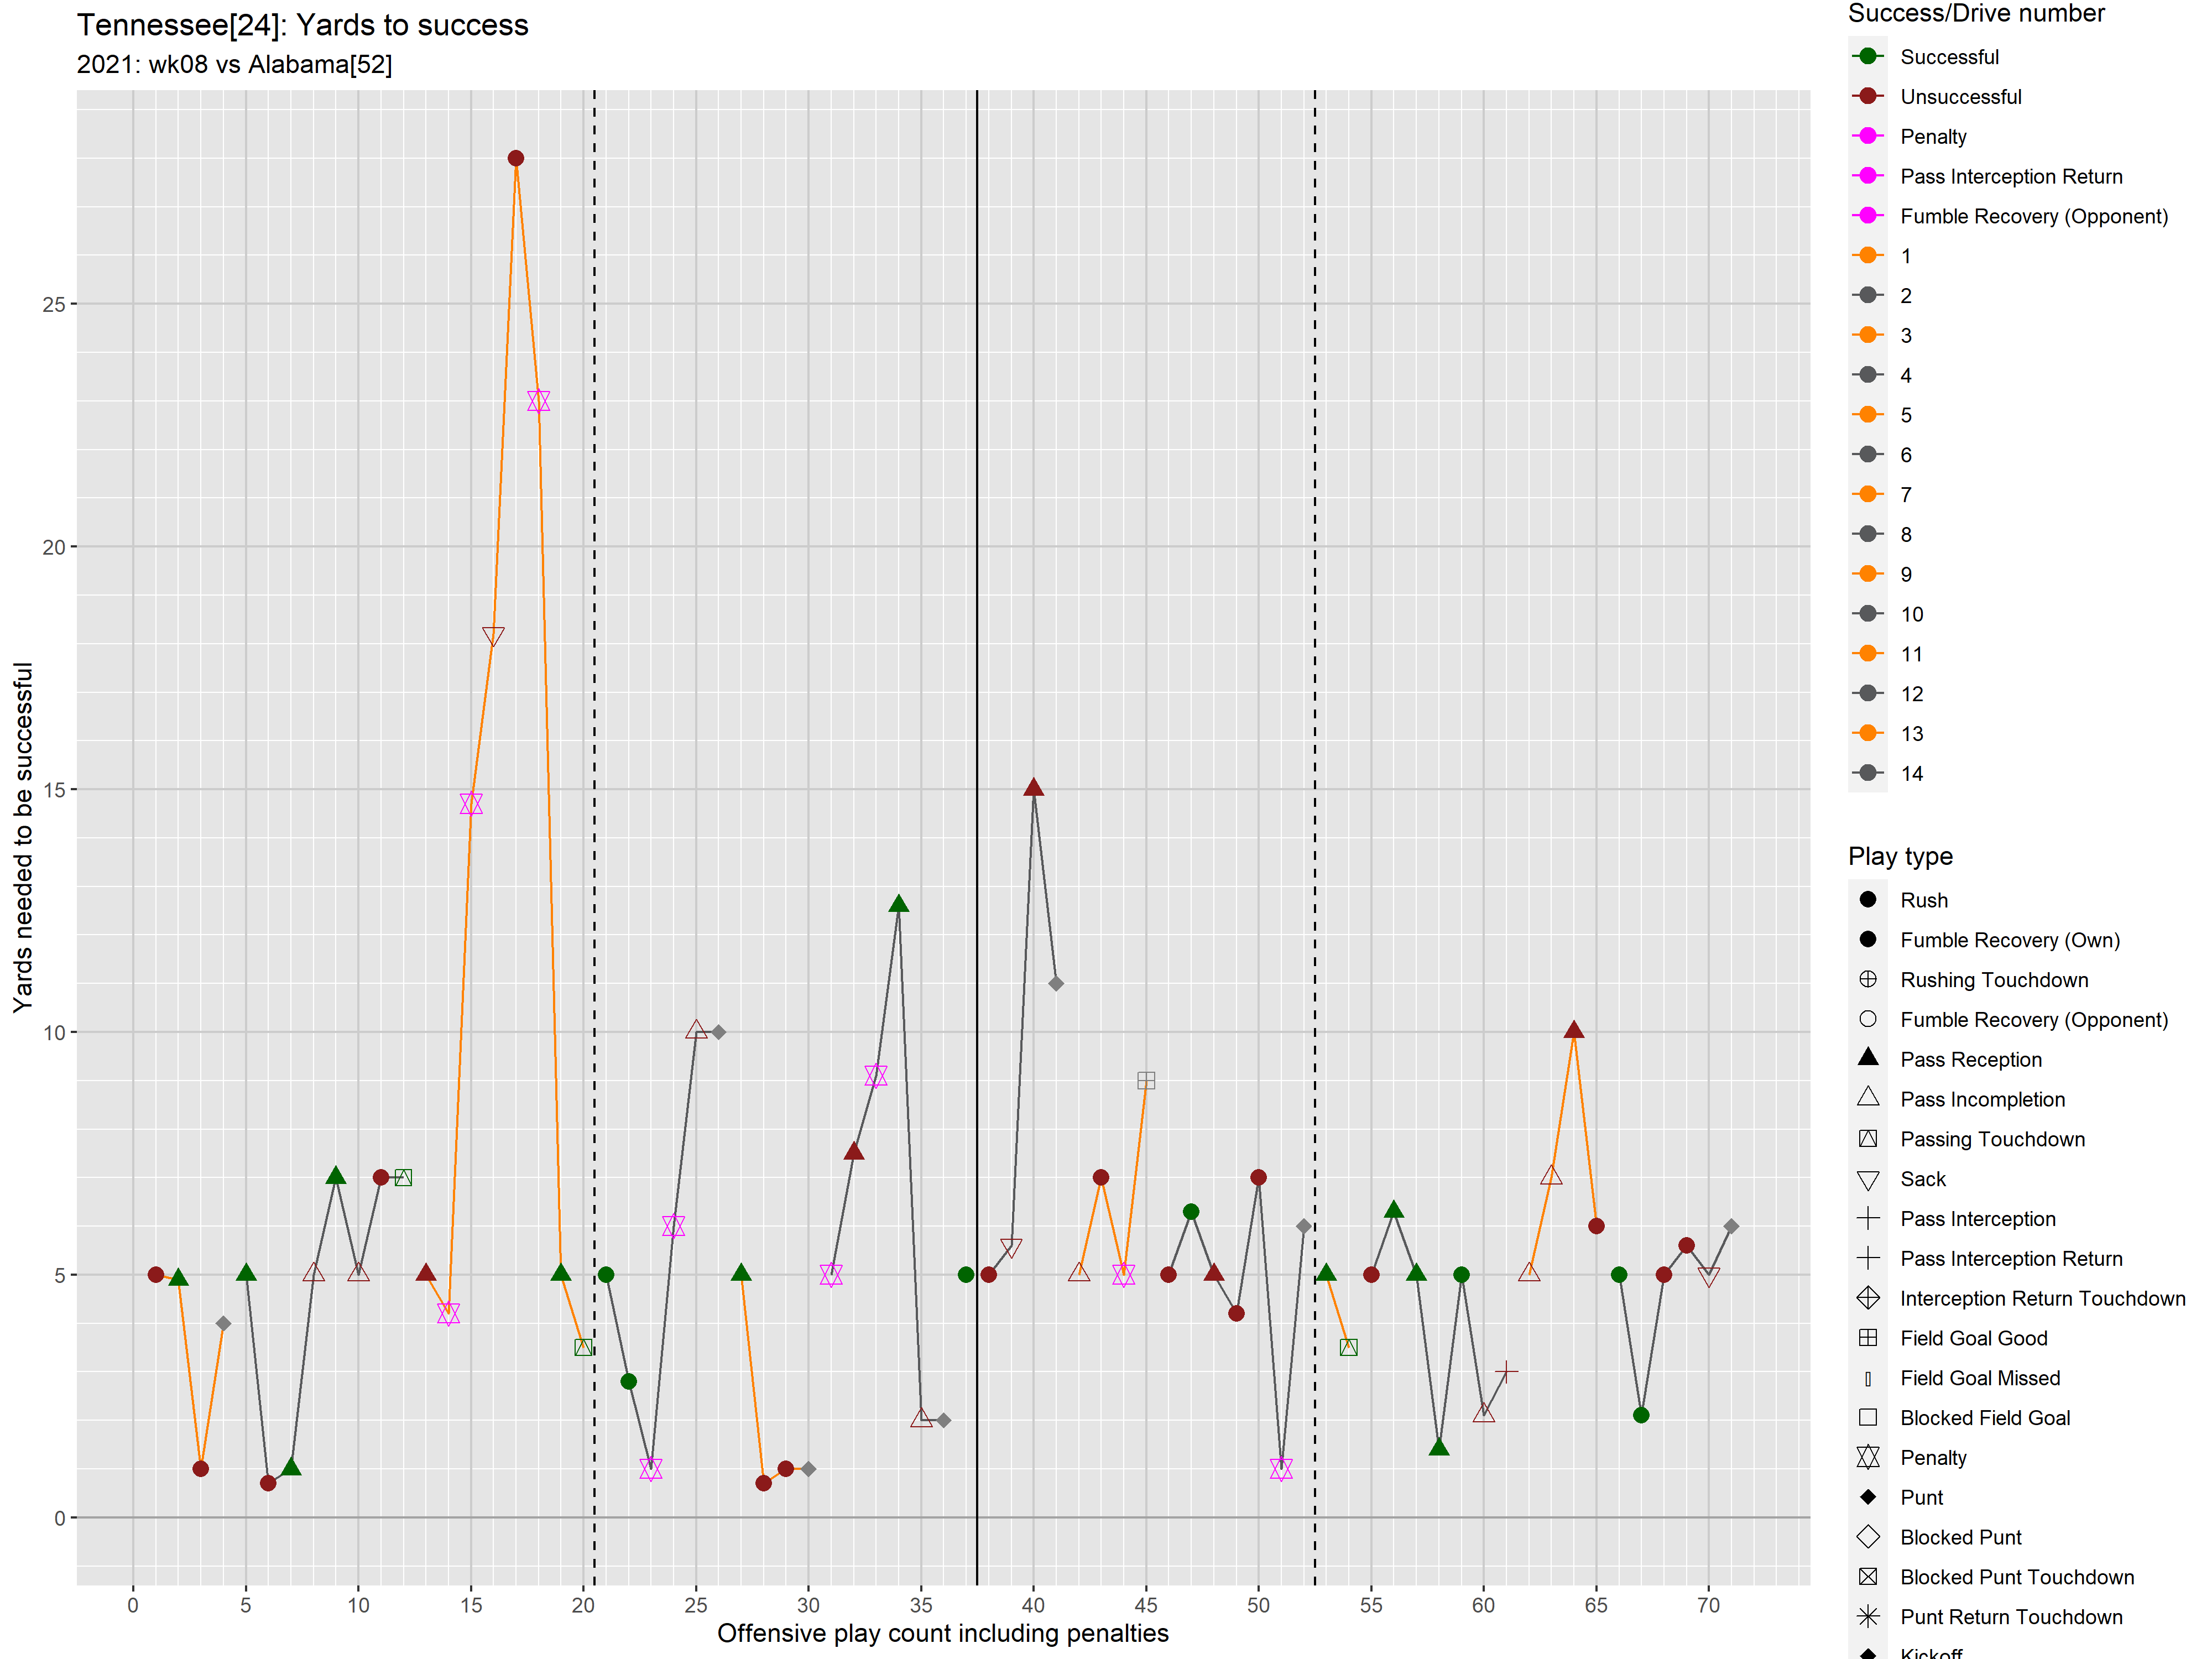 Tennessee[24]: Yards to success
2021: wk08 vs Alabama[52]
Yards needed to be successful
25
20
15
10
5
0
0 5 10 15 20 25 30 35 40 45 50 55 60 65 70
Offensive play count including penalties
Success/Drive number
Successful
Unsuccessful
Penalty
Pass Interception Return
Fumble Recovery (Opponent)
1
2
3
4
5
6
7
8
9
10
11
12
13
14
Play type
Rush
Fumble Recovery (Own)
Rushing Touchdown
Fumble Recovery (Opponent)
Pass Reception
Pass Incompletion
Passing Touchdown
Sack
Pass Interception
Pass Interception Return
Interception Return Touchdown
Field Goal Good
Field Goal Missed
Blocked Field Goal
Penalty
Punt
Blocked Punt
Blocked Punt Touchdown
Punt Return Touchdown
Kickoff